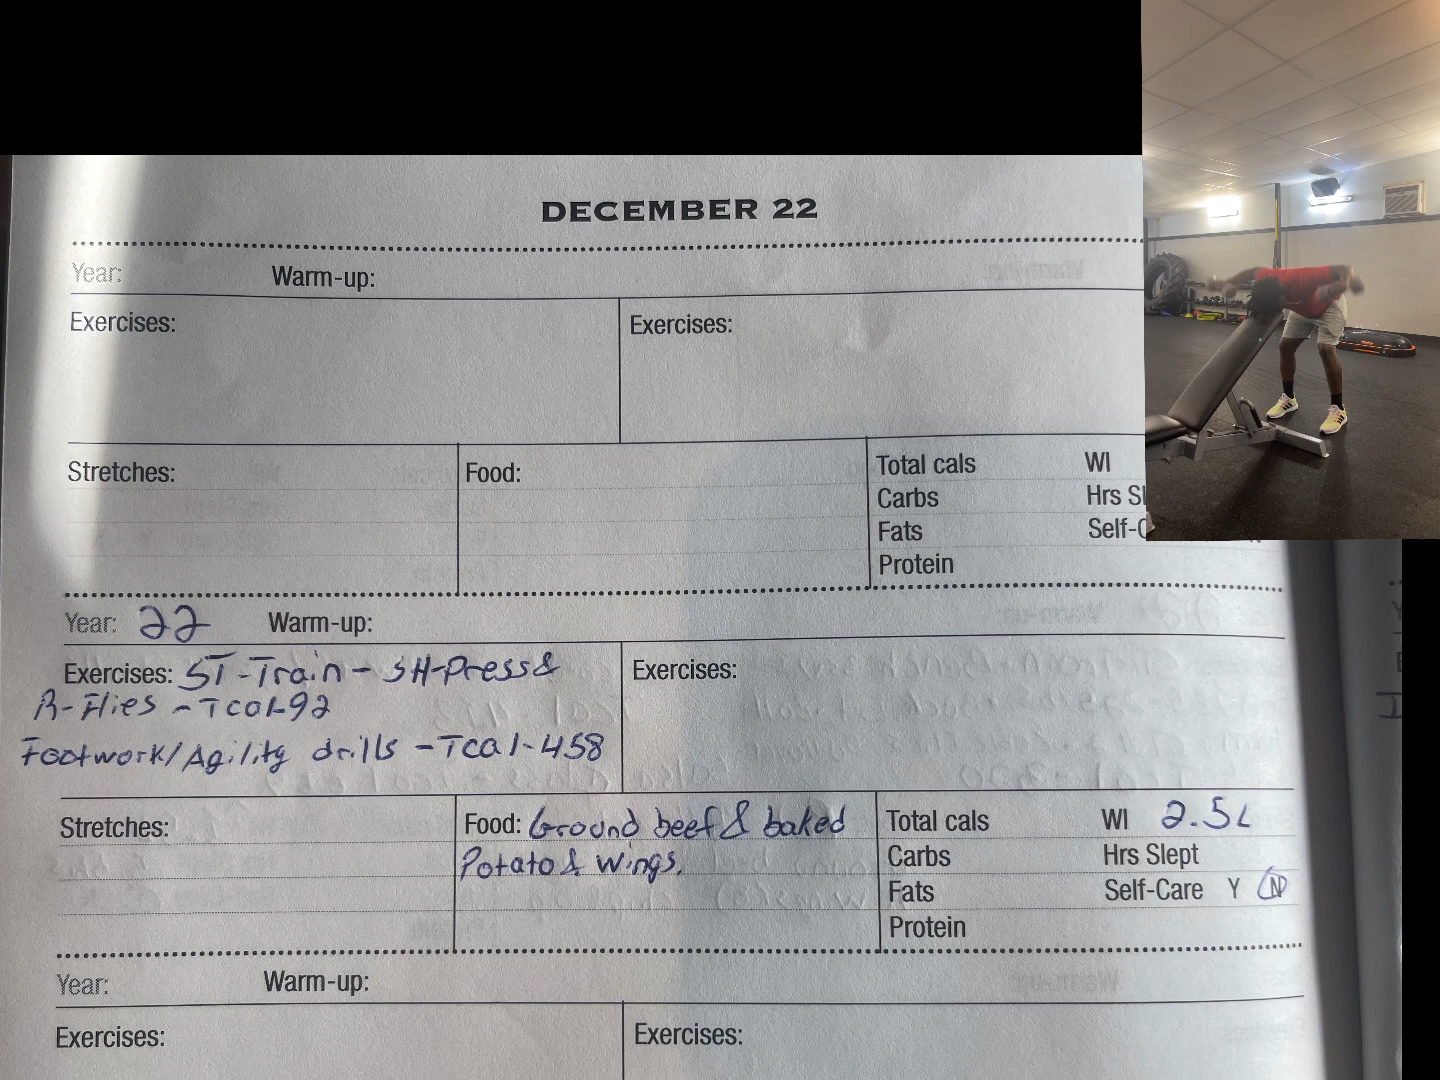 DECEMBER 22
Year: Warm-up:
Exercises: Exercises:
Stretches: Food: Total cals WI
Carbs Hrs Sl
Fats Self-C
Protein
Year: 22 Warm-up:
Exercises: ST-Train - SH-Press & Exercises:
R-Flies - Tcal-92
Footwork/Agility drills - Tcal-458
Stretches: Food: Ground beef & baked Total cals WI 2.5L
Potato & wings. Carbs Hrs Slept
Fats Self-Care Y N
Protein
Year: Warm-up:
Exercises: Exercises: